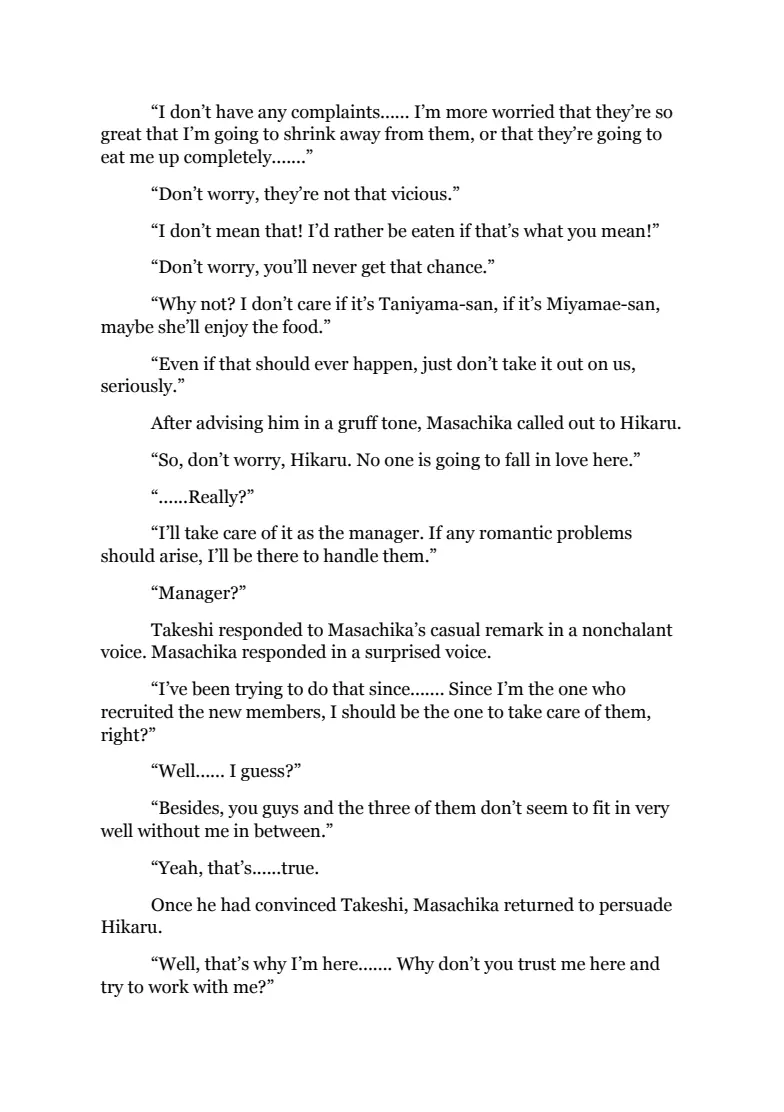 “I don’t have any complaints...... I’m more worried that they’re so
great that I’m going to shrink away from them, or that they’re going to
eat me up completely.......”
“Don’t worry, they’re not that vicious.”
“I don’t mean that! I’d rather be eaten if that’s what you mean!”
“Don’t worry, you’ll never get that chance.”
“Why not? I don’t care if it’s Taniyama-san, if it’s Miyamae-san,
maybe she’ll enjoy the food.”
“Even if that should ever happen, just don’t take it out on us,
seriously.”
After advising him in a gruff tone, Masachika called out to Hikaru.
“So, don’t worry, Hikaru. No one is going to fall in love here.”
“......Really?”
“I’ll take care of it as the manager. If any romantic problems
should arise, I’ll be there to handle them.”
“Manager?”
Takeshi responded to Masachika’s casual remark in a nonchalant
voice. Masachika responded in a surprised voice.
“I’ve been trying to do that since....... Since I’m the one who
recruited the new members, I should be the one to take care of them,
right?”
“Well...... I guess?”
“Besides, you guys and the three of them don’t seem to fit in very
well without me in between.”
“Yeah, that’s......true.
Once he had convinced Takeshi, Masachika returned to persuade
Hikaru.
“Well, that’s why I’m here....... Why don’t you trust me here and
try to work with me?”